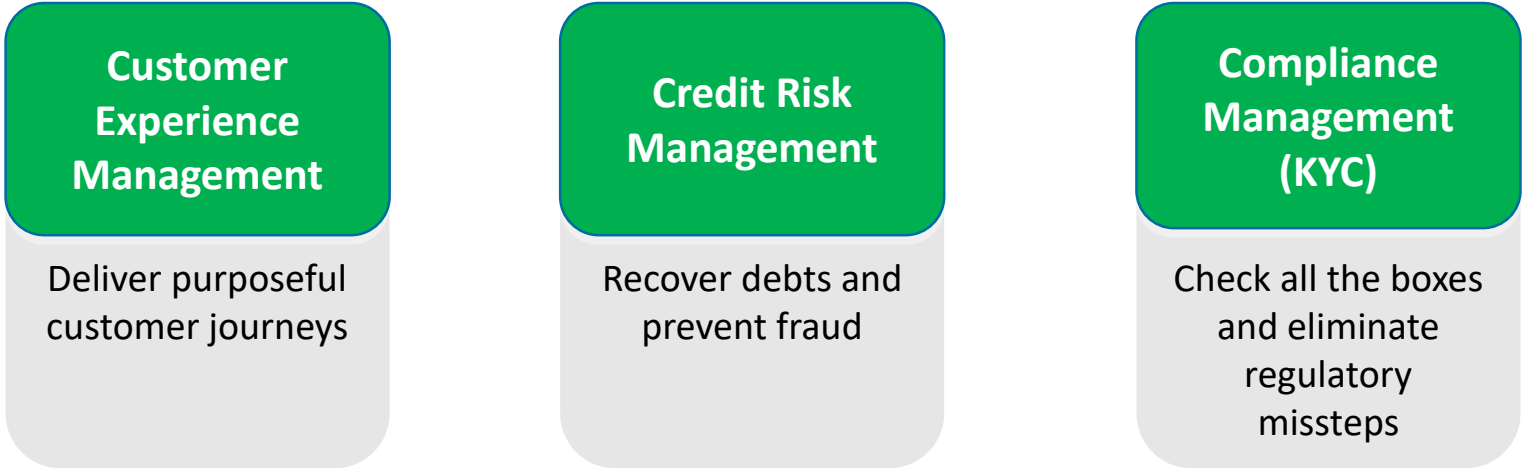 Customer
Experience
Management
Deliver purposeful
customer journeys
Credit Risk
Management
Recover debts and
prevent fraud
Compliance
Management
(KYC)
Check all the boxes
and eliminate
regulatory
missteps